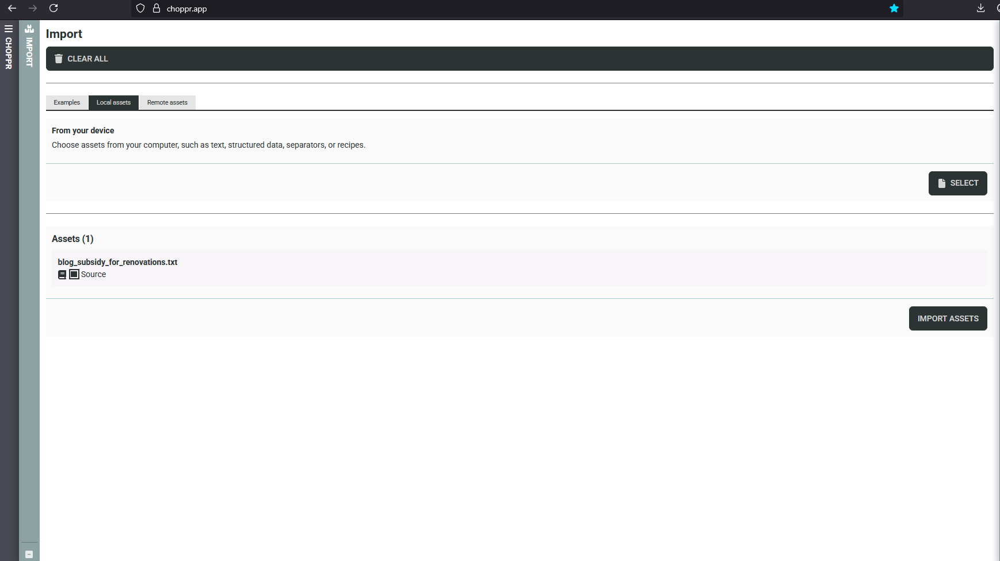 choppr.app
CHOPPR
IMPORT
Import
CLEAR ALL
Examples
Local assets
Remote assets
From your device
Choose assets from your computer, such as text, structured data, separators, or recipes.
SELECT
Assets (1)
blog_subsidy_for_renovations.txt
Source
IMPORT ASSETS